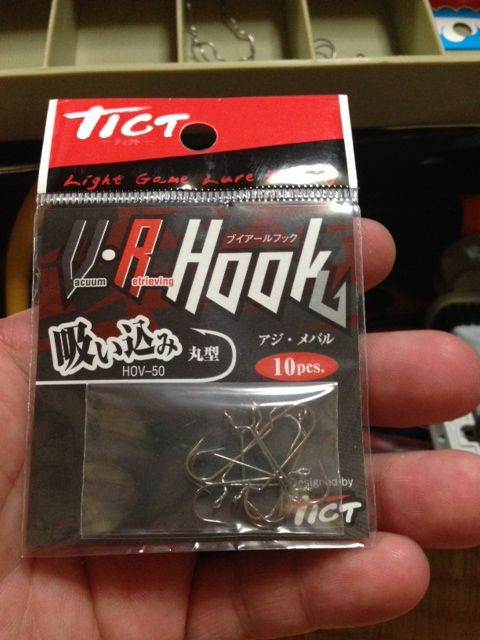 TICT
ティクト
Light Game Lure
ブイアールフック
V・R Hook
acuum etrieving
吸い込み 丸型
HOV-50
アジ・メバル
10pcs.
Designed by
TICT